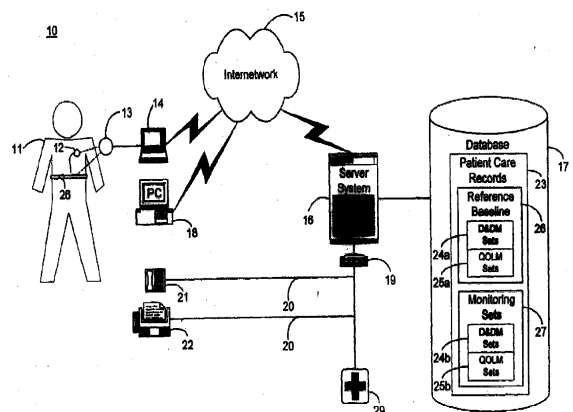 10
15
Internetwork
14
13
12
11
26
PC
18
Server
System
16
19
21
20
22
20
29
Database
17
Patient Care
Records
23
Reference
Baseline
26
D&DM
Sets
24a
QOLM
Sets
25a
Monitoring
Sets
27
D&DM
Sets
24b
QOLM
Sets
25b